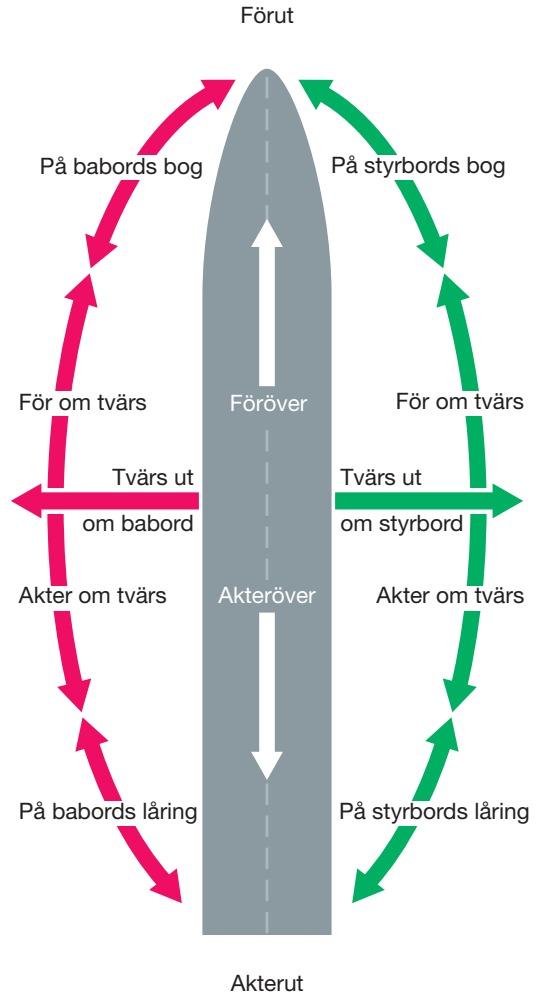 Förut
På babords bog
På styrbords bog
För om tvärs
Föröver
För om tvärs
Tvärs ut
om babord
Tvärs ut
om styrbord
Akter om tvärs
Akteröver
Akter om tvärs
På babords låring
På styrbords låring
Akterut